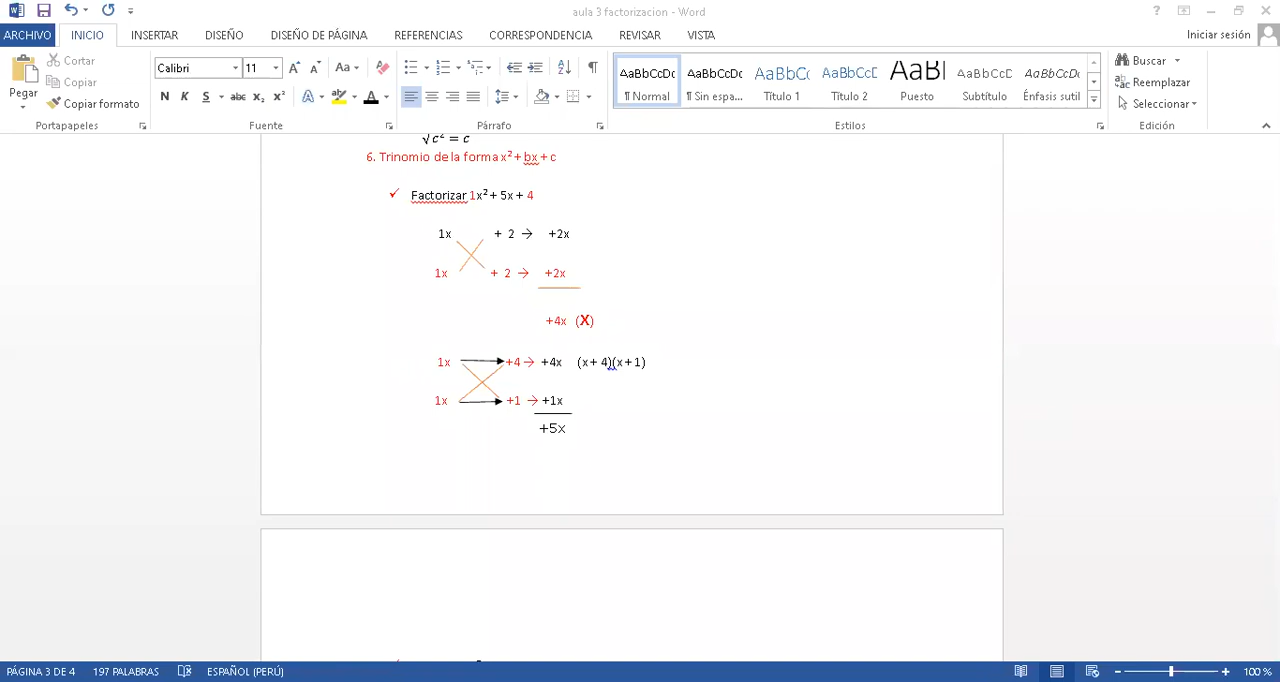 aula 3 factorizacion - Word
ARCHIVO INICIO INSERTAR DISEÑO DISEÑO DE PÁGINA REFERENCIAS CORRESPONDENCIA REVISAR VISTA Iniciar sesión
Pegar
Cortar
Copiar
Copiar formato
Portapapeles
Calibri 11
N K S abc x₂ x²
Fuente
Párrafo
AaBbCcDc AaBbCcDc AaBbCc AaBbCcD AaBl AaBbCcD AaBbCcDc
¶ Normal ¶ Sin espa... Título 1 Título 2 Puesto Subtítulo Énfasis sutil
Estilos
Buscar
Reemplazar
Seleccionar
Edición
√c² = c
6. Trinomio de la forma x² + bx + c
✓ Factorizar 1x² + 5x + 4
1x + 2 → +2x
1x + 2 → +2x
+4x (X)
1x +4 → +4x (x + 4)(x + 1)
1x +1 → +1x
+5x
PÁGINA 3 DE 4 197 PALABRAS ESPAÑOL (PERÚ) 100 %